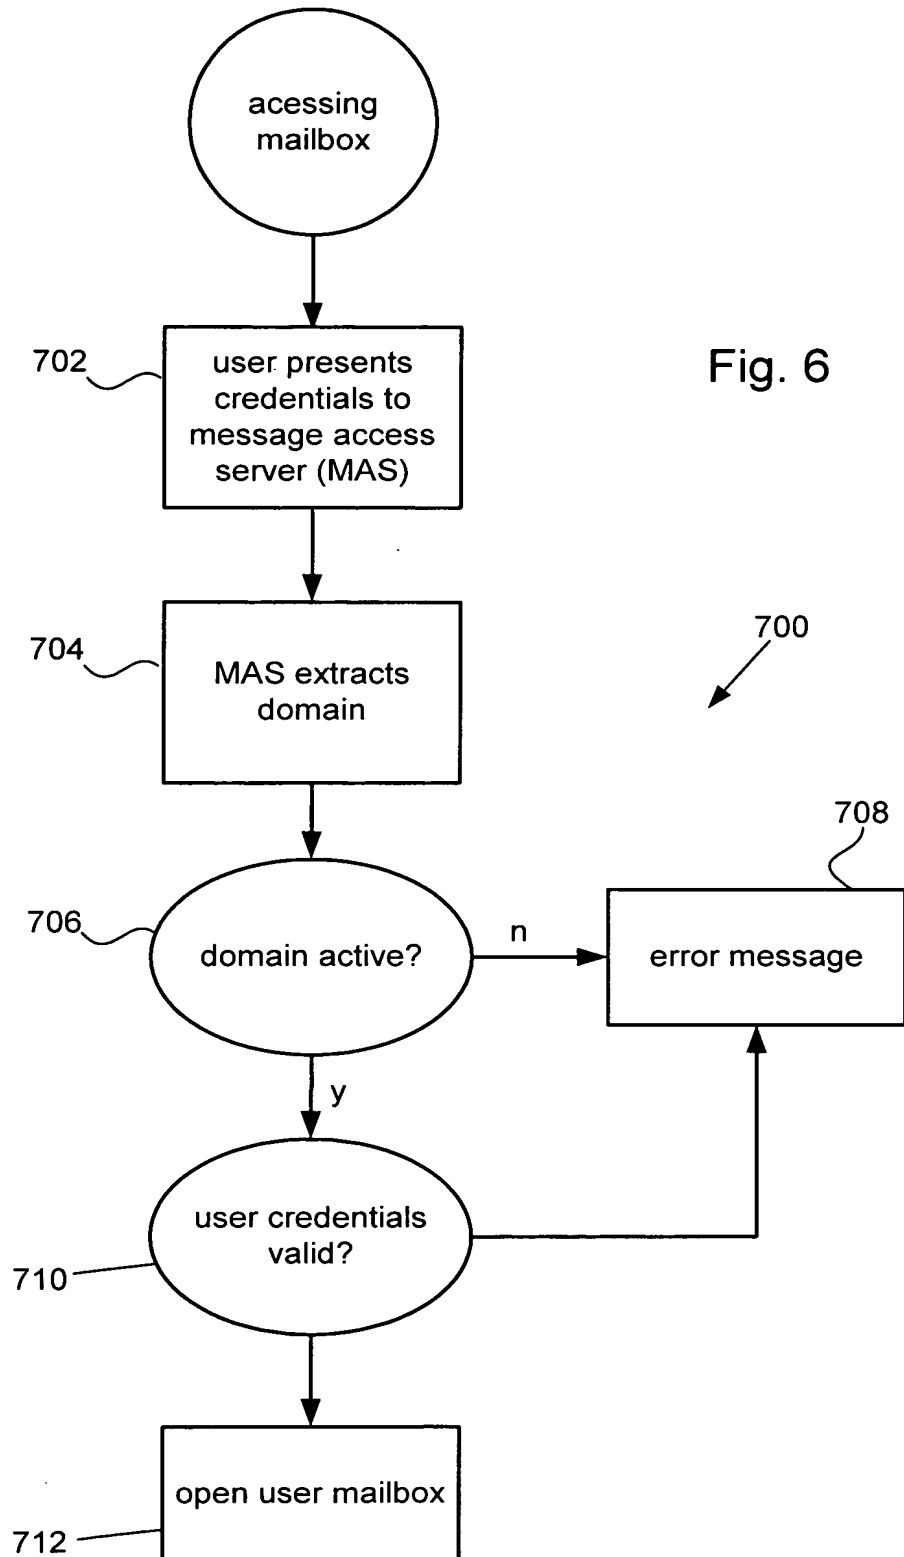 acessing
mailbox
702
user presents
credentials to
message access
server (MAS)
Fig. 6
704
MAS extracts
domain
700
708
706
domain active?
n
error message
y
user credentials
valid?
710
open user mailbox
712